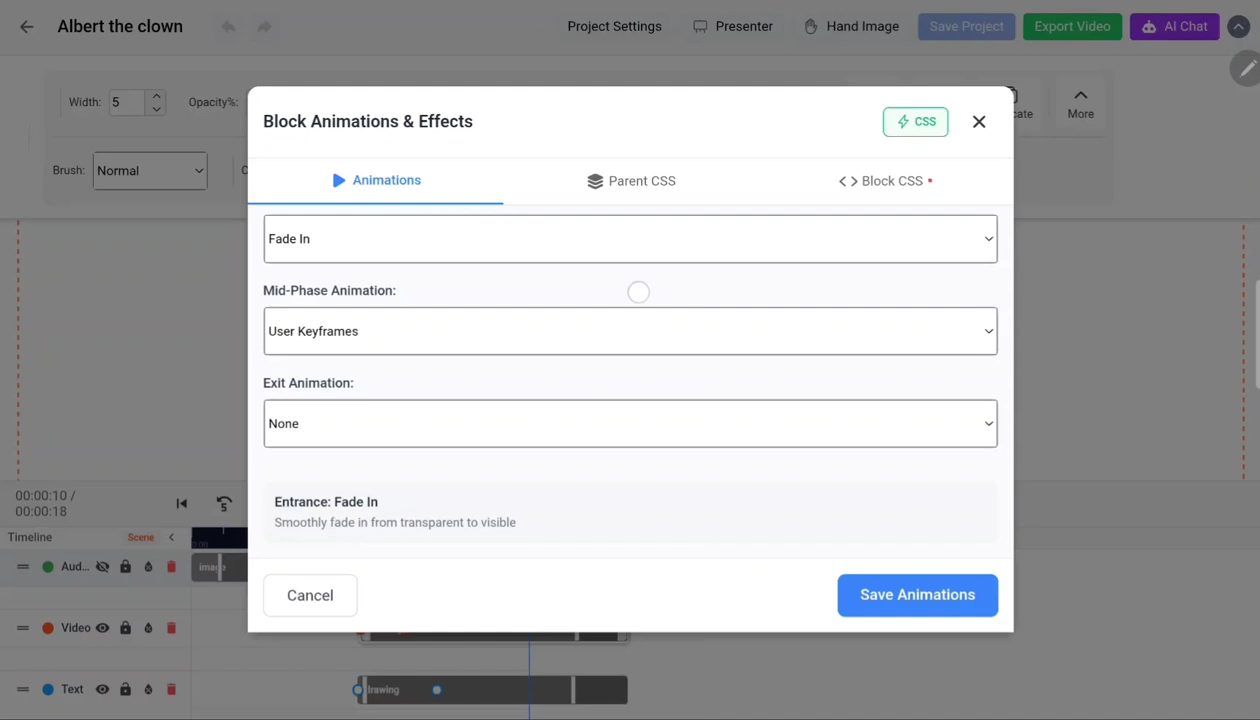 Albert the clown
Project Settings
Presenter
Hand Image
Save Project
Export Video
AI Chat
Width: 5
Opacity%:
cate
More
Brush: Normal
C
Block Animations & Effects
CSS
Animations
Parent CSS
< > Block CSS
Fade In
Mid-Phase Animation:
User Keyframes
Exit Animation:
None
Entrance: Fade In
Smoothly fade in from transparent to visible
Cancel
Save Animations
00:00:10 /
00:00:18
5
Timeline
Scene
Aud...
Video
Text